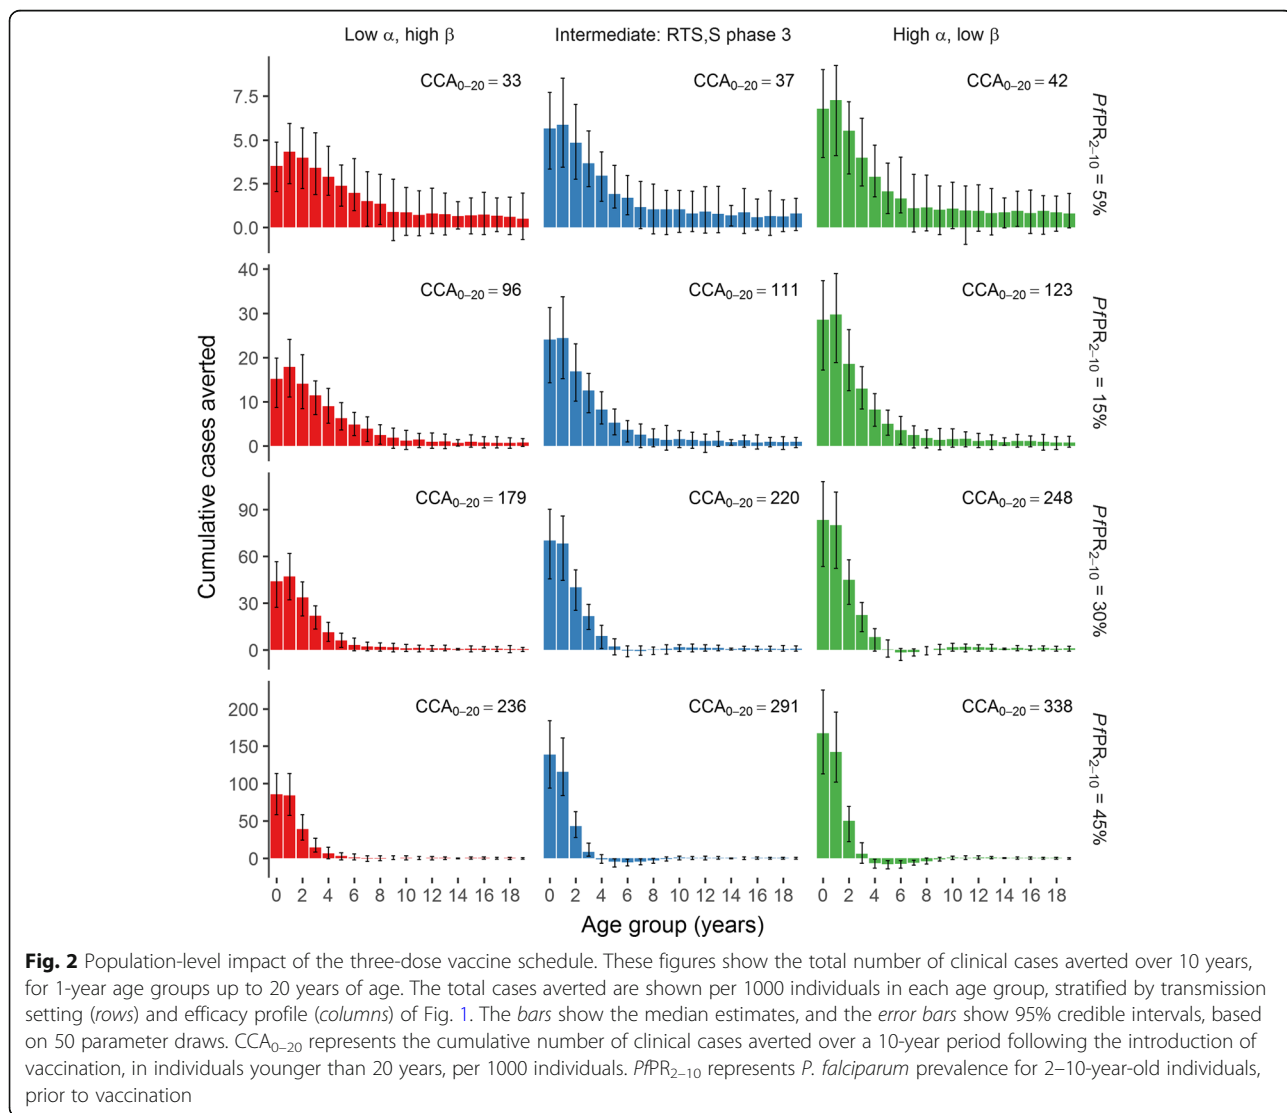 Low α, high β
Intermediate: RTS,S phase 3
High α, low β
CCA0–20 = 33
CCA0–20 = 37
CCA0–20 = 42
PfPR2–10 = 5%
7.5
5.0
2.5
0.0
CCA0–20 = 96
CCA0–20 = 111
CCA0–20 = 123
PfPR2–10 = 15%
40
30
20
10
0
Cumulative cases averted
CCA0–20 = 179
CCA0–20 = 220
CCA0–20 = 248
PfPR2–10 = 30%
90
60
30
0
CCA0–20 = 236
CCA0–20 = 291
CCA0–20 = 338
PfPR2–10 = 45%
200
150
100
50
0
0 2 4 6 8 10 12 14 16 18
0 2 4 6 8 10 12 14 16 18
0 2 4 6 8 10 12 14 16 18
Age group (years)
Fig. 2 Population-level impact of the three-dose vaccine schedule. These figures show the total number of clinical cases averted over 10 years,
for 1-year age groups up to 20 years of age. The total cases averted are shown per 1000 individuals in each age group, stratified by transmission
setting (rows) and efficacy profile (columns) of Fig. 1. The bars show the median estimates, and the error bars show 95% credible intervals, based
on 50 parameter draws. CCA0–20 represents the cumulative number of clinical cases averted over a 10-year period following the introduction of
vaccination, in individuals younger than 20 years, per 1000 individuals. PfPR2–10 represents P. falciparum prevalence for 2–10-year-old individuals,
prior to vaccination